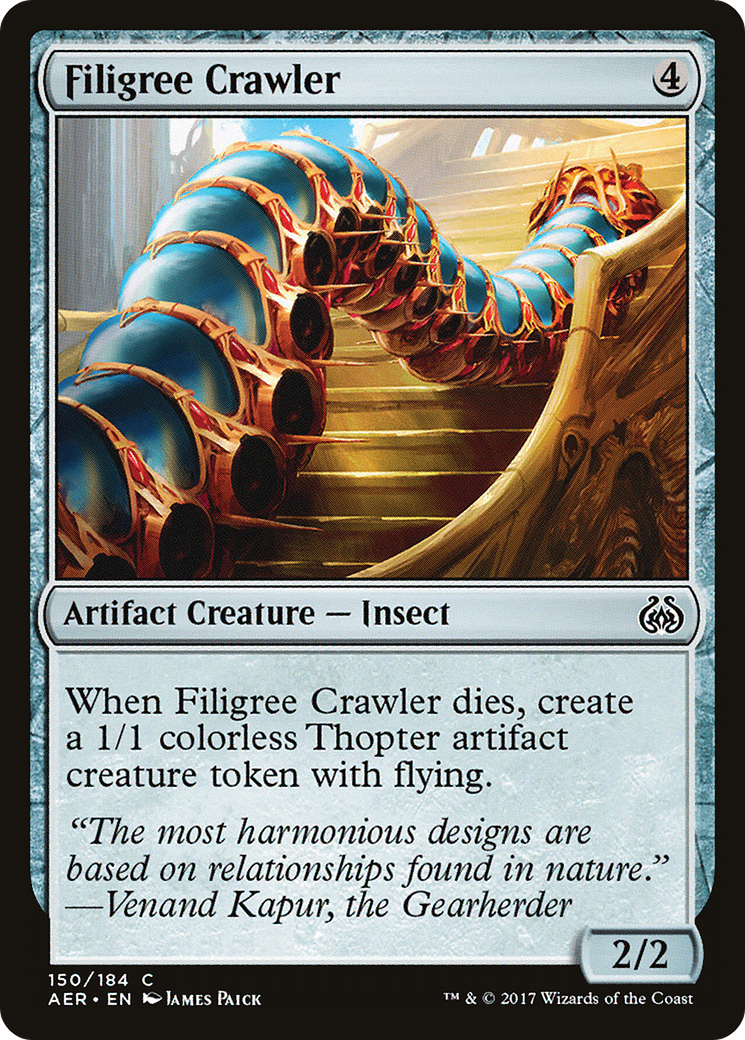 Filigree Crawler 4
Artifact Creature — Insect
When Filigree Crawler dies, create
a 1/1 colorless Thopter artifact
creature token with flying.
“The most harmonious designs are
based on relationships found in nature.”
—Venand Kapur, the Gearherder
2/2
150/184 C
AER • EN James Paick
™ & © 2017 Wizards of the Coast